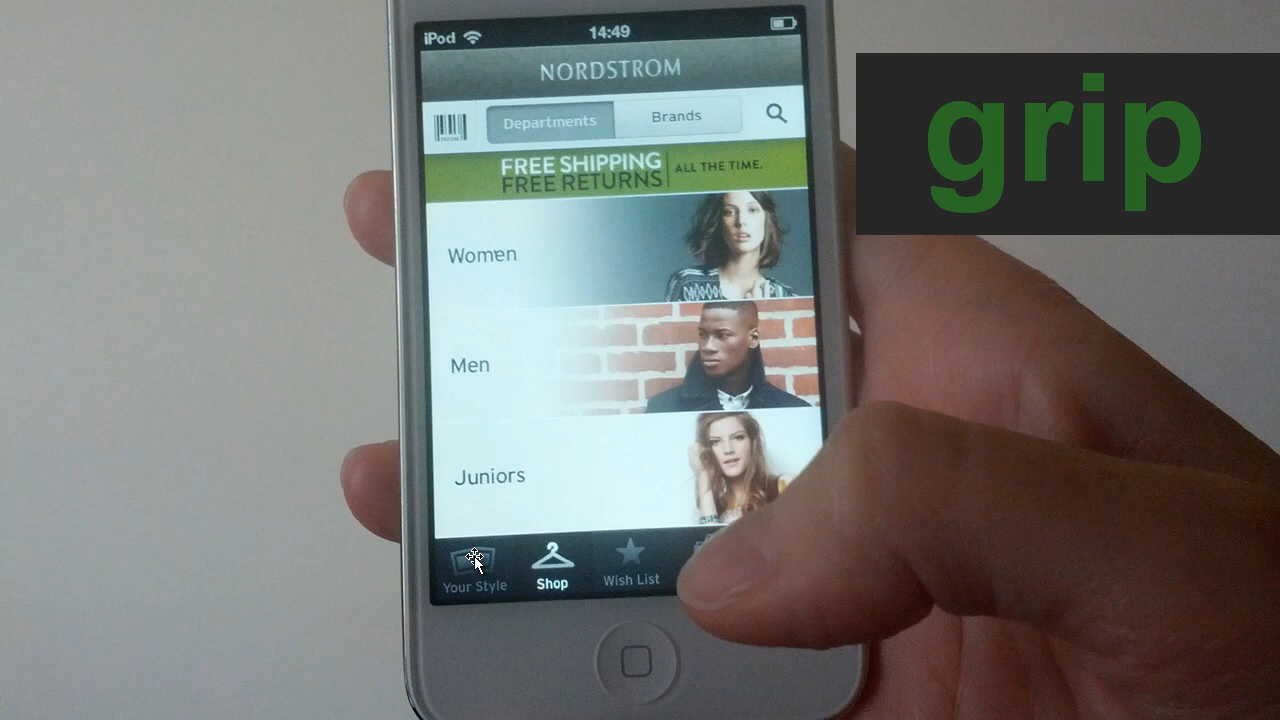 iPod 14:49
NORDSTROM
Departments Brands
FREE SHIPPING ALL THE TIME.
FREE RETURNS
grip
Women
Men
Juniors
Your Style Shop Wish List